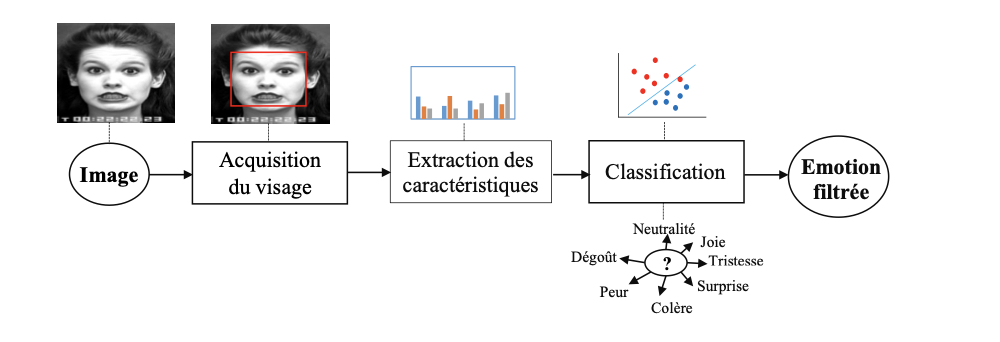 Image
Acquisition
du visage
Extraction des
caractéristiques
Classification
Emotion
filtrée
Neutralité
Joie
Dégoût
?
Tristesse
Peur
Surprise
Colère